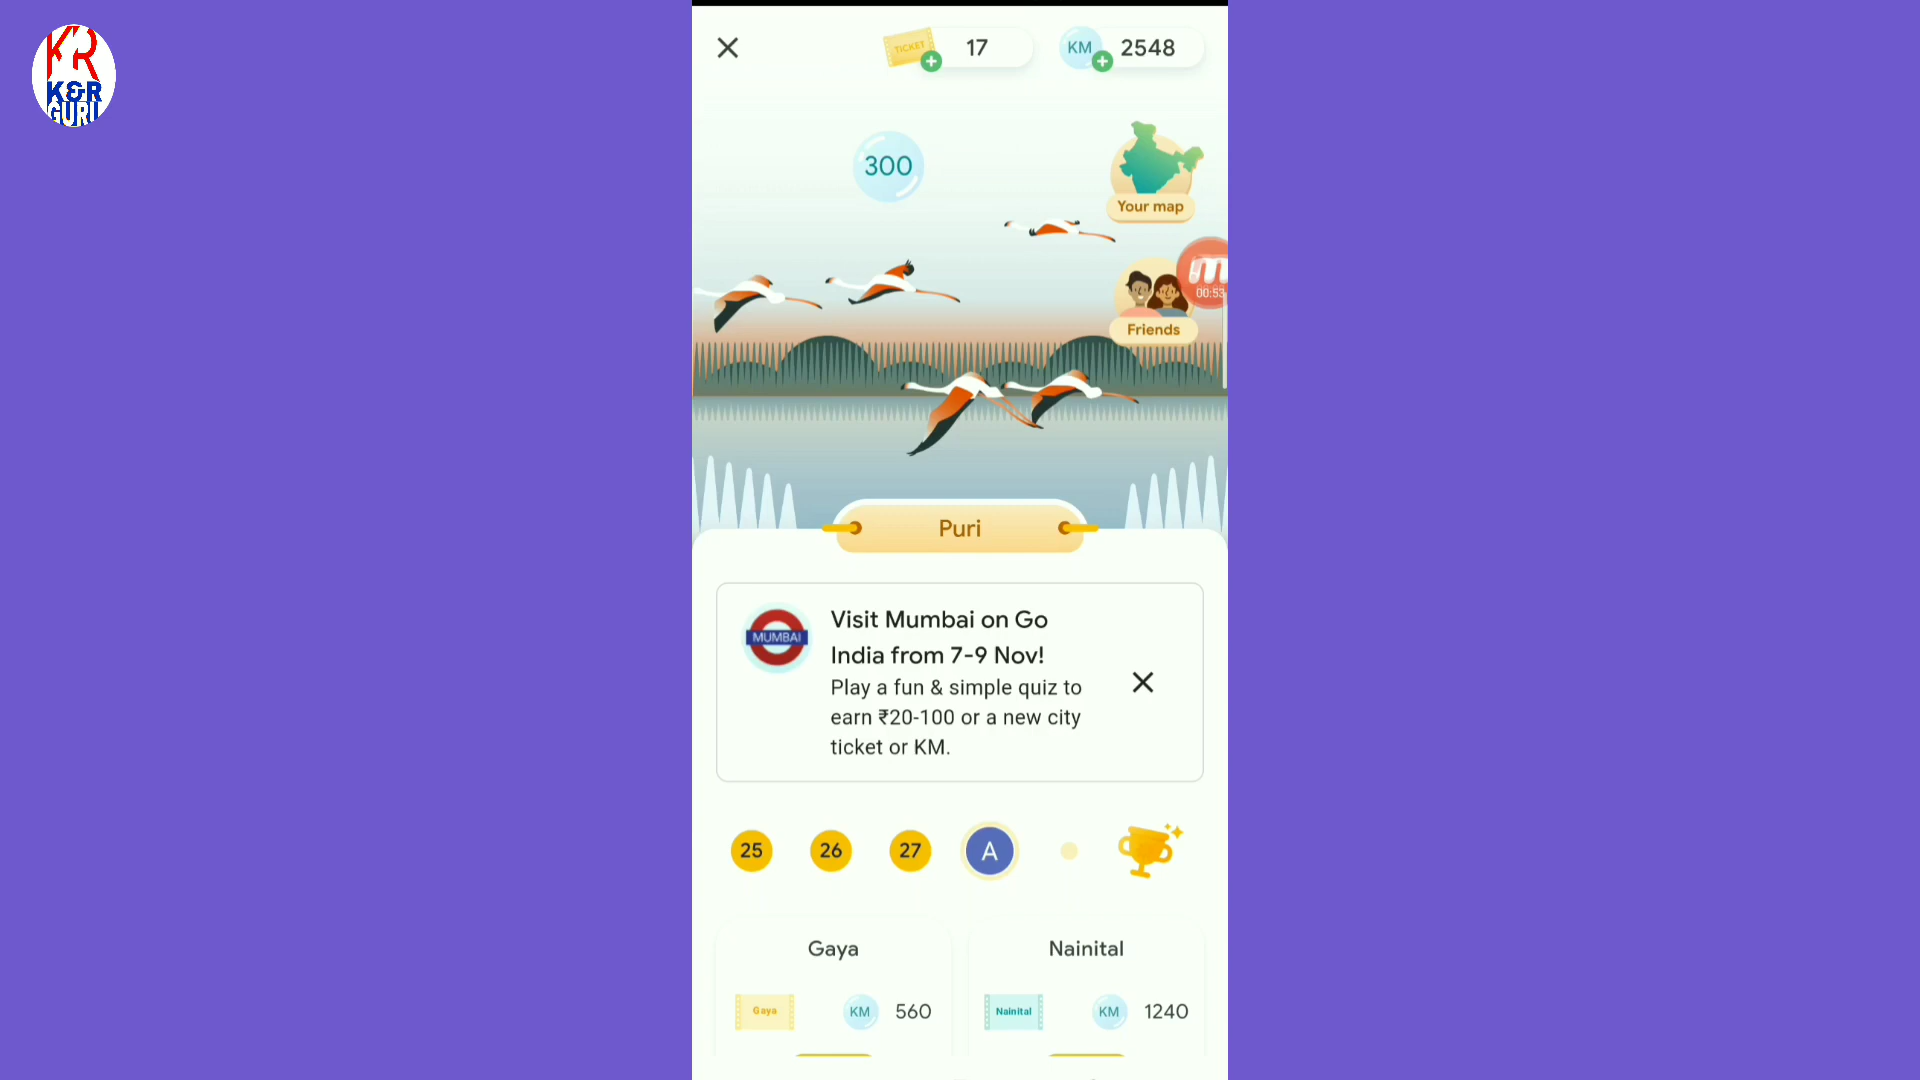 KR
K&R
GURU
TICKET
17
KM
2548
300
Your map
00:53
Friends
Puri
MUMBAI
Visit Mumbai on Go
India from 7-9 Nov!
Play a fun & simple quiz to
earn ₹20-100 or a new city
ticket or KM.
25
26
27
A
Gaya
Nainital
Gaya
KM
560
Nainital
KM
1240